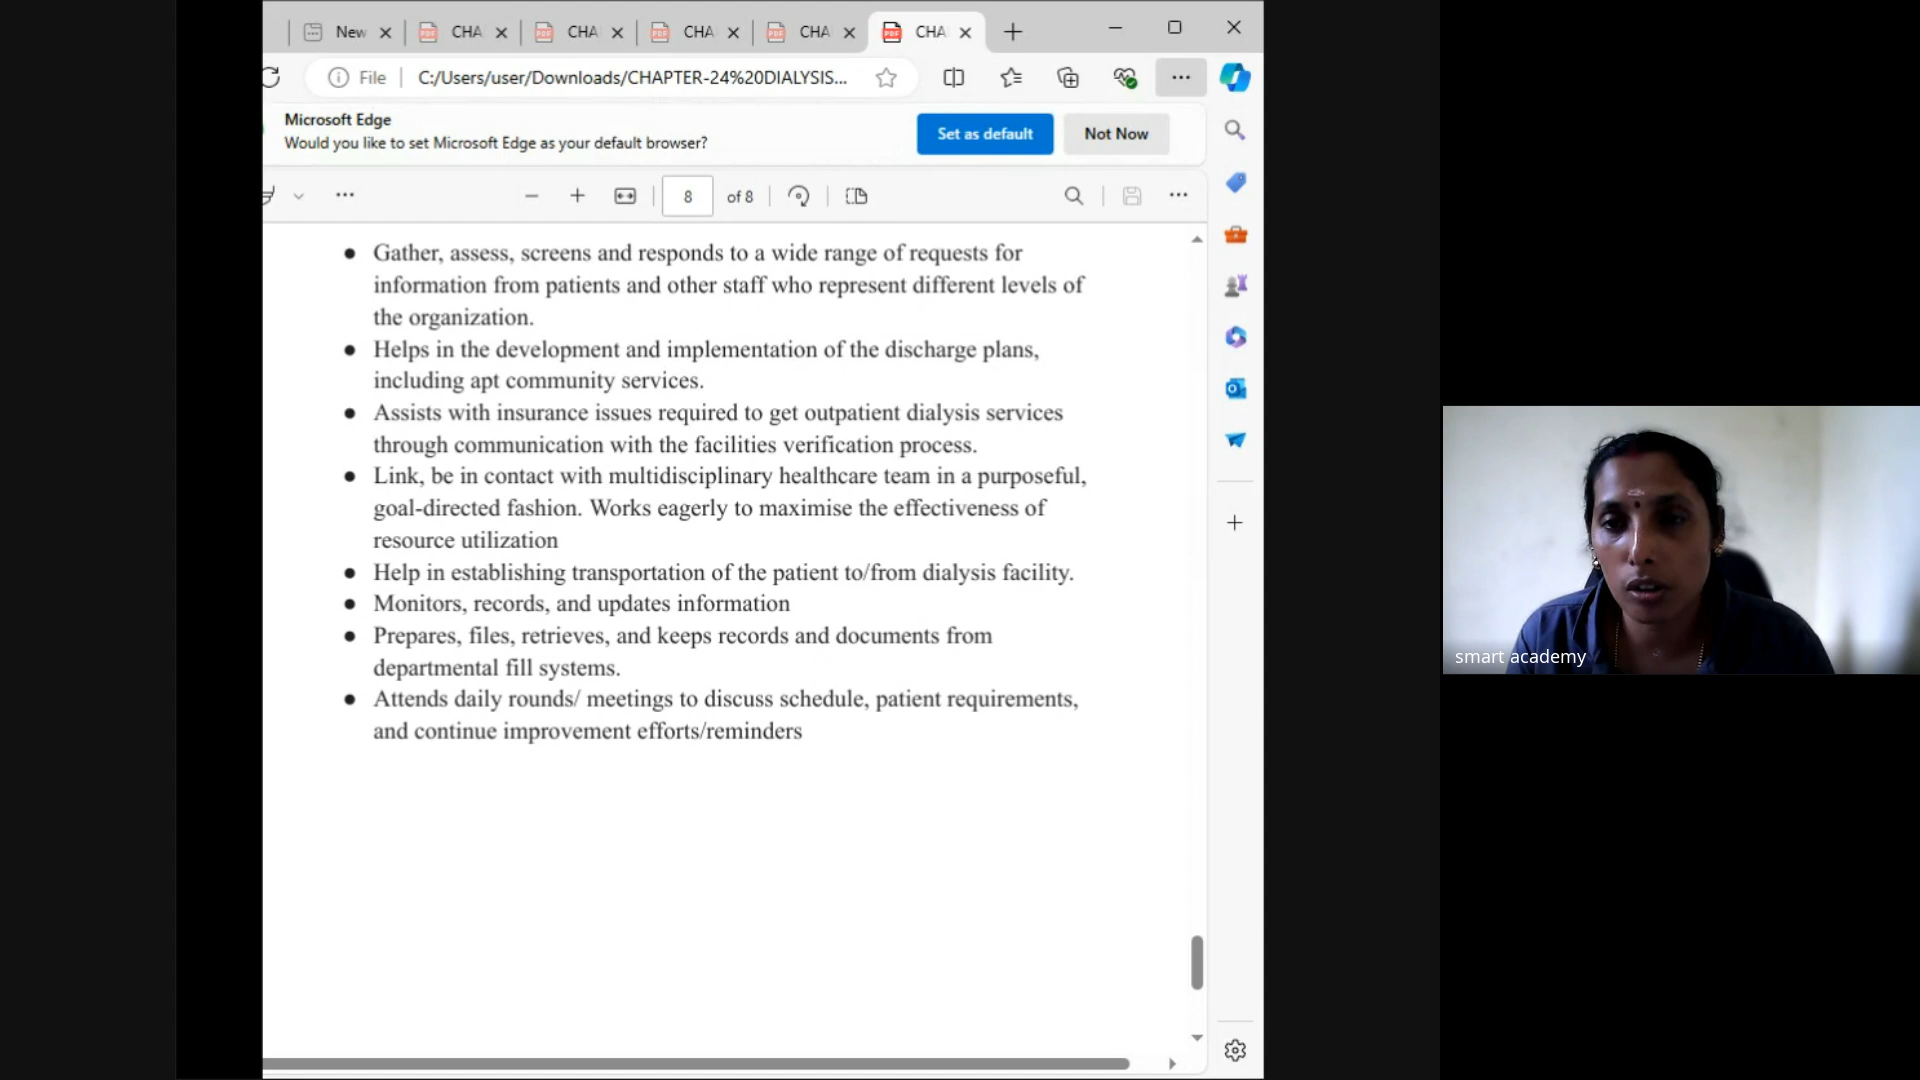 New
CHA
CHA
CHA
CHA
CHA
File
C:/Users/user/Downloads/CHAPTER-24%20DIALYSIS...
Microsoft Edge
Would you like to set Microsoft Edge as your default browser?
Set as default
Not Now
8
of 8
● Gather, assess, screens and responds to a wide range of requests for
information from patients and other staff who represent different levels of
the organization.
● Helps in the development and implementation of the discharge plans,
including apt community services.
● Assists with insurance issues required to get outpatient dialysis services
through communication with the facilities verification process.
● Link, be in contact with multidisciplinary healthcare team in a purposeful,
goal-directed fashion. Works eagerly to maximise the effectiveness of
resource utilization
● Help in establishing transportation of the patient to/from dialysis facility.
● Monitors, records, and updates information
● Prepares, files, retrieves, and keeps records and documents from
departmental fill systems.
● Attends daily rounds/ meetings to discuss schedule, patient requirements,
and continue improvement efforts/reminders
smart academy